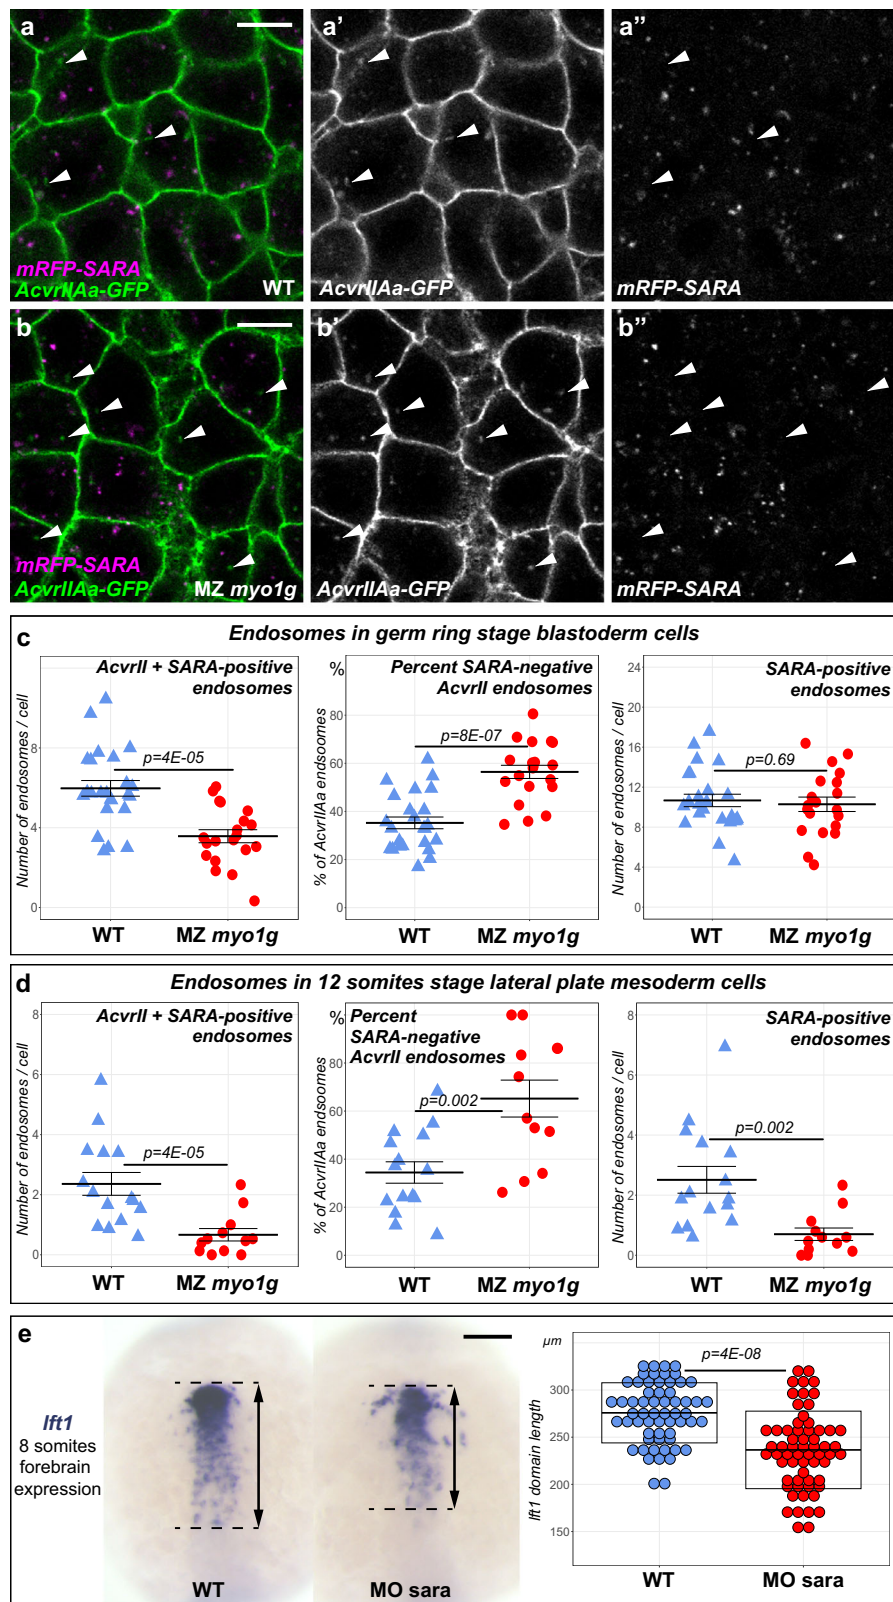 a
mRFP-SARA
AcvrIIAa-GFP
WT
a'
AcvrIIAa-GFP
a"
mRFP-SARA
b
mRFP-SARA
AcvrIIAa-GFP
MZ myo1g
b'
AcvrIIAa-GFP
b"
mRFP-SARA
c
Endosomes in germ ring stage blastoderm cells
Number of endosomes / cell
8
4
0
AcvrII + SARA-positive
endosomes
p=4E-05
WT
MZ myo1g
%
% of AcvrIIAa endsoomes
80
60
40
20
0
Percent SARA-negative
AcvrII endosomes
p=8E-07
WT
MZ myo1g
Number of endosomes / cell
24
20
16
12
8
4
0
SARA-positive
endosomes
p=0.69
WT
MZ myo1g
d
Endosomes in 12 somites stage lateral plate mesoderm cells
Number of endosomes / cell
8
6
4
2
0
AcvrII + SARA-positive
endosomes
p=4E-05
WT
MZ myo1g
%
% of AcvrIIAa endsoomes
100
80
60
40
20
0
Percent
SARA-negative
AcvrII endosomes
p=0.002
WT
MZ myo1g
Number of endosomes / cell
8
6
4
2
0
SARA-positive
endosomes
p=0.002
WT
MZ myo1g
e
lft1
8 somites
forebrain
expression
WT
MO sara
µm
lft1 domain length
300
250
200
150
p=4E-08
WT
MO sara